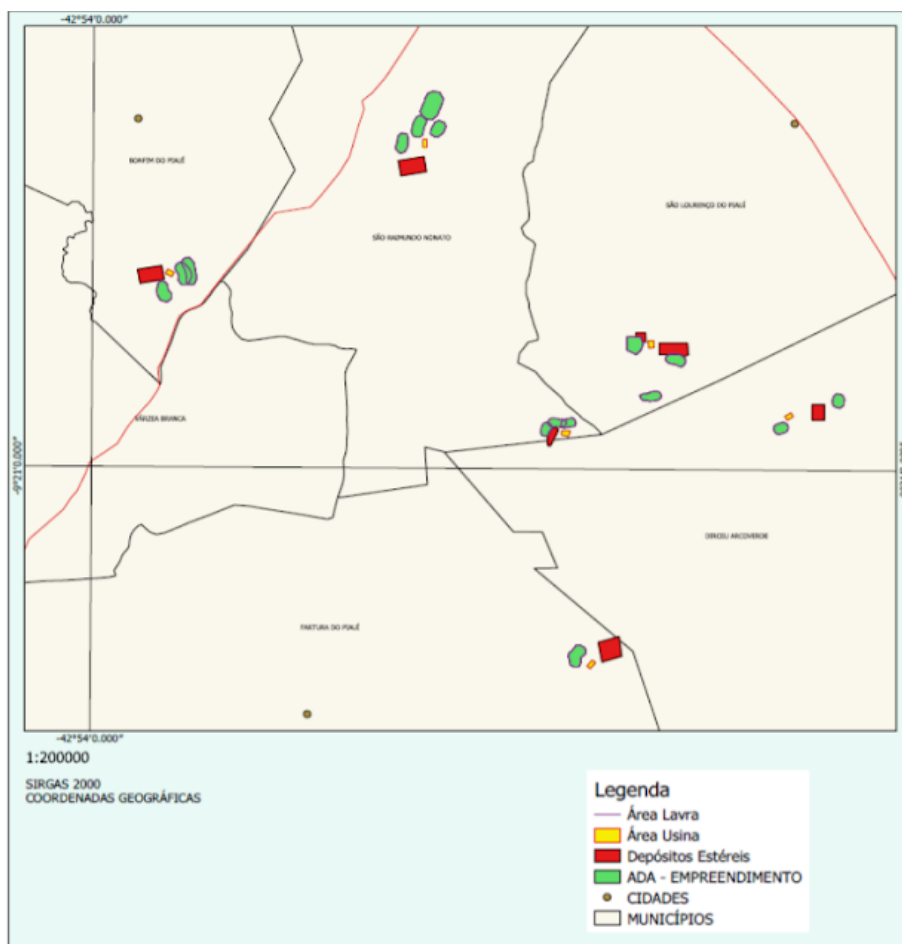 -42°54'0.000"
BONFIM DO PIAUÍ
SÃO LOURENÇO DO PIAUÍ
SÃO RAIMUNDO NONATO
VÁRZEA BRANCA
-9°21'0.000"
DIRCEU ARCOVERDE
FARTURA DO PIAUÍ
-42°54'0.000"
1:200000
SIRGAS 2000
COORDENADAS GEOGRÁFICAS
Legenda
Área Lavra
Área Usina
Depósitos Estéreis
ADA - EMPREENDIMENTO
CIDADES
MUNICÍPIOS